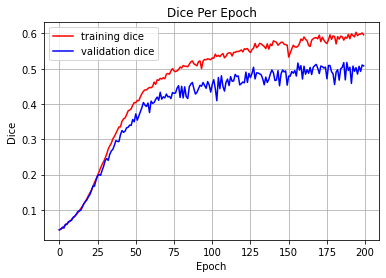 Dice Per Epoch
training dice
validation dice
Dice
0.6
0.5
0.4
0.3
0.2
0.1
0 25 50 75 100 125 150 175 200
Epoch